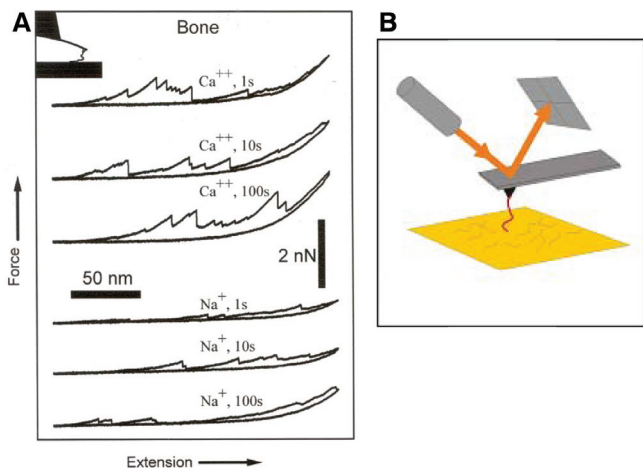 A
Bone
Ca++, 1s
Ca++, 10s
Ca++, 100s
2 nN
50 nm
Na+, 1s
Na+, 10s
Na+, 100s
Force
Extension
B